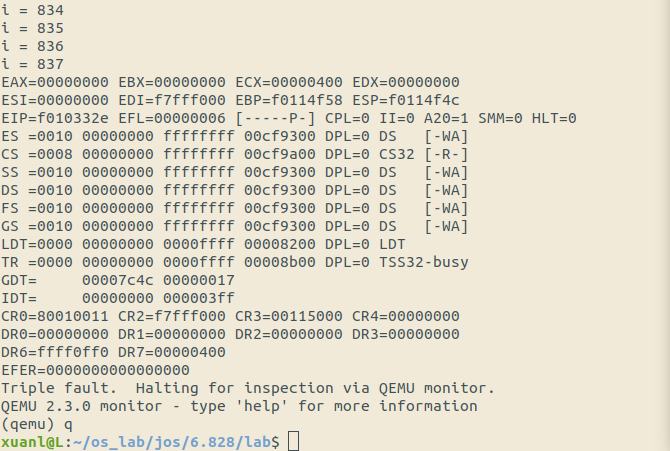 i = 834
i = 835
i = 836
i = 837
EAX=00000000 EBX=00000000 ECX=00000400 EDX=00000000
ESI=00000000 EDI=f7fff000 EBP=f0114f58 ESP=f0114f4c
EIP=f010332e EFL=00000006 [-----P-] CPL=0 II=0 A20=1 SMM=0 HLT=0
ES =0010 00000000 ffffffff 00cf9300 DPL=0 DS   [-WA]
CS =0008 00000000 ffffffff 00cf9a00 DPL=0 CS32 [-R-]
SS =0010 00000000 ffffffff 00cf9300 DPL=0 DS   [-WA]
DS =0010 00000000 ffffffff 00cf9300 DPL=0 DS   [-WA]
FS =0010 00000000 ffffffff 00cf9300 DPL=0 DS   [-WA]
GS =0010 00000000 ffffffff 00cf9300 DPL=0 DS   [-WA]
LDT=0000 00000000 0000ffff 00008200 DPL=0 LDT
TR =0000 00000000 0000ffff 00008b00 DPL=0 TSS32-busy
GDT=     00007c4c 00000017
IDT=     00000000 000003ff
CR0=80010011 CR2=f7fff000 CR3=00115000 CR4=00000000
DR0=00000000 DR1=00000000 DR2=00000000 DR3=00000000
DR6=ffff0ff0 DR7=00000400
EFER=0000000000000000
Triple fault.  Halting for inspection via QEMU monitor.
QEMU 2.3.0 monitor - type 'help' for more information
(qemu) q
xuanl@L:~/os_lab/jos/6.828/lab$